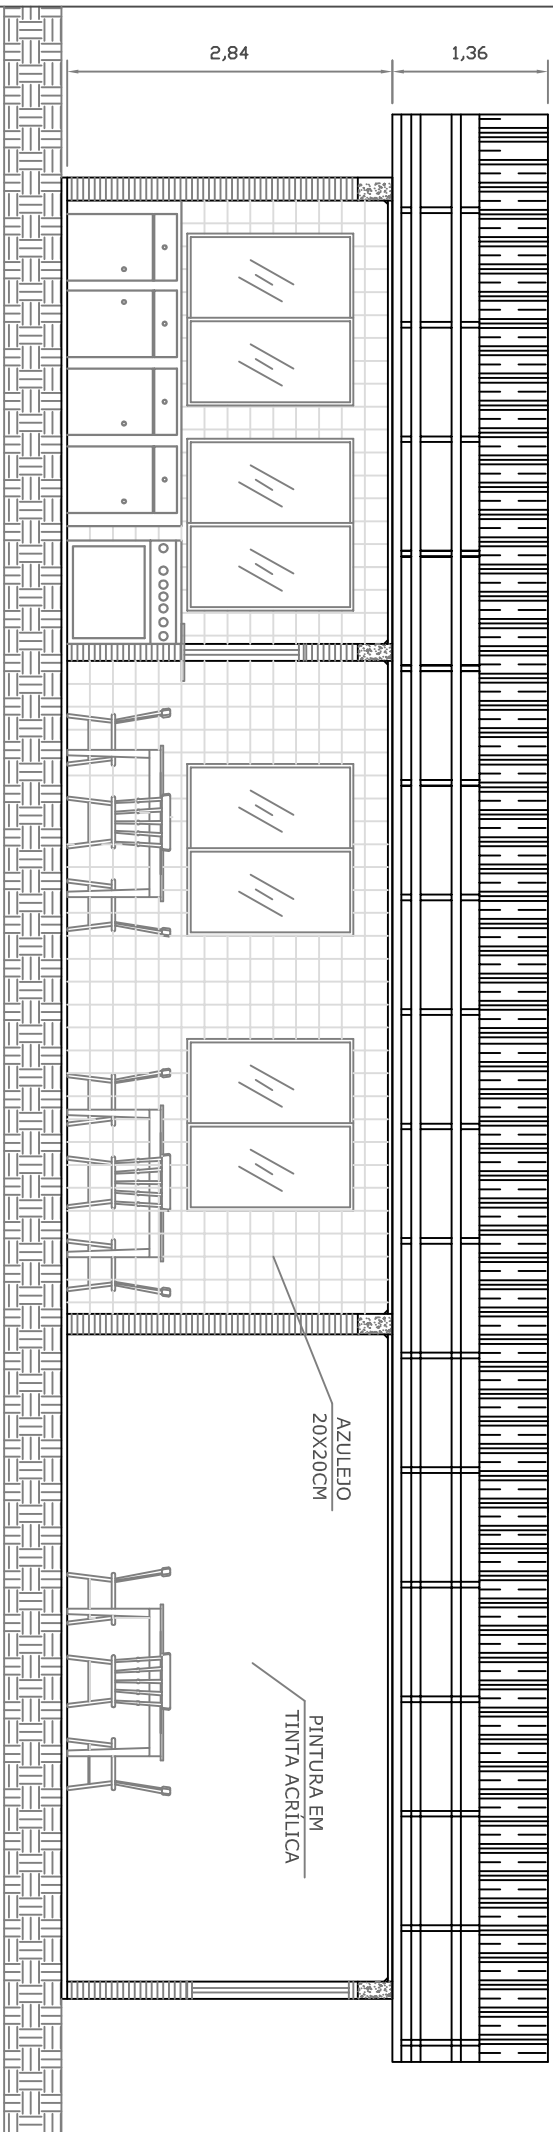 2,84
1,36
AZULEJO
20X20CM
PINTURA EM
TINTA ACRÍLICA